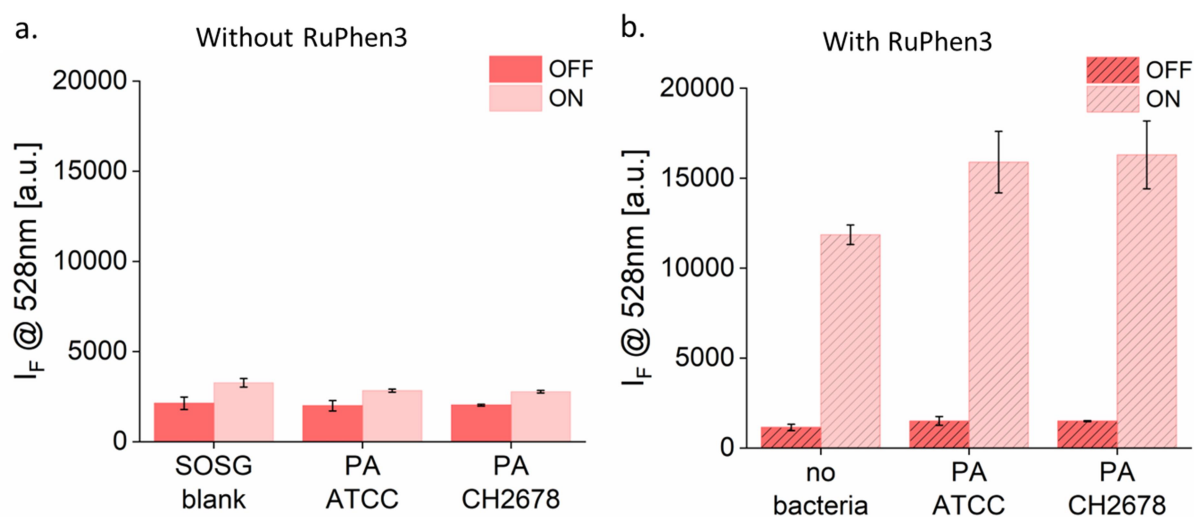 a.
Without RuPhen3
OFF
ON
I_F @ 528nm [a.u.]
20000
15000
10000
5000
0
SOSG
blank
PA
ATCC
PA
CH2678
b.
With RuPhen3
OFF
ON
I_F @ 528nm [a.u.]
20000
15000
10000
5000
0
no
bacteria
PA
ATCC
PA
CH2678